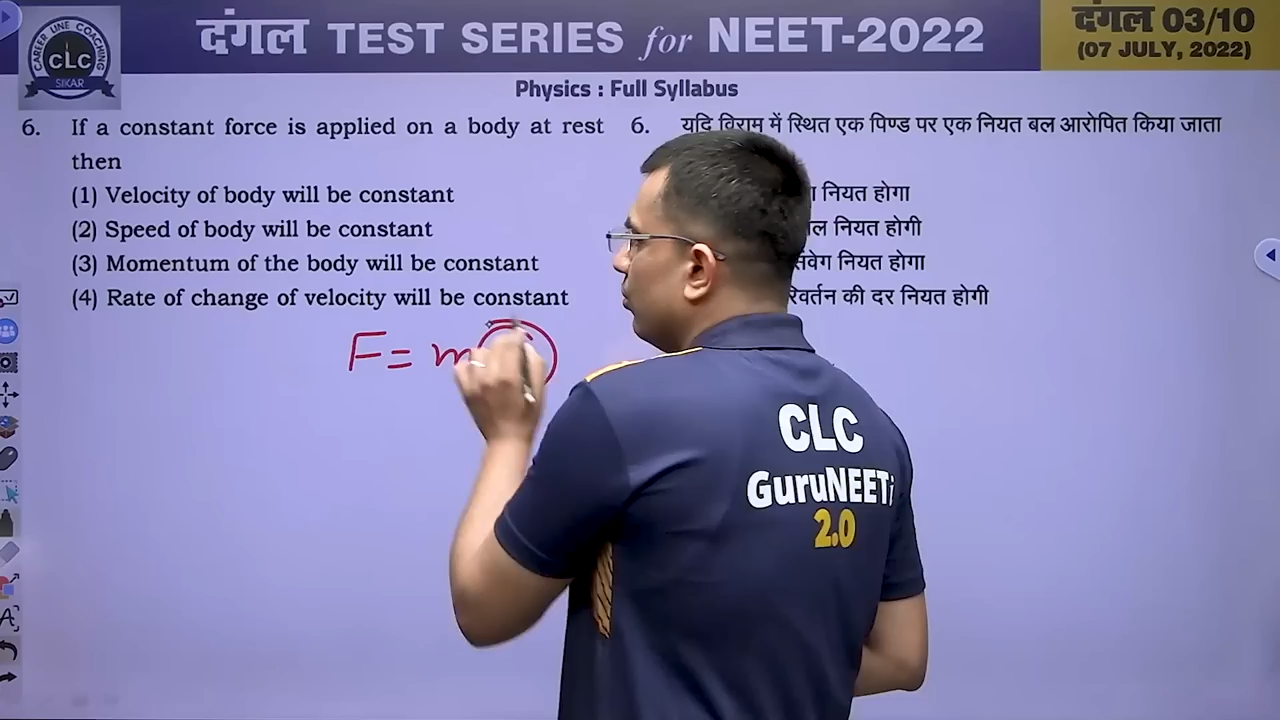 CAREER LINE COACHING
CLC
SIKAR
दंगल TEST SERIES for NEET-2022
दंगल 03/10
(07 JULY, 2022)
Physics : Full Syllabus
6. If a constant force is applied on a body at rest
then
(1) Velocity of body will be constant
(2) Speed of body will be constant
(3) Momentum of the body will be constant
(4) Rate of change of velocity will be constant
6. यदि विराम में स्थित एक पिण्ड पर एक नियत बल आरोपित किया जाता
नियत होगा
नियत होगी
नियत होगा
की दर नियत होगी
F = m
CLC
GuruNEETi
2.0